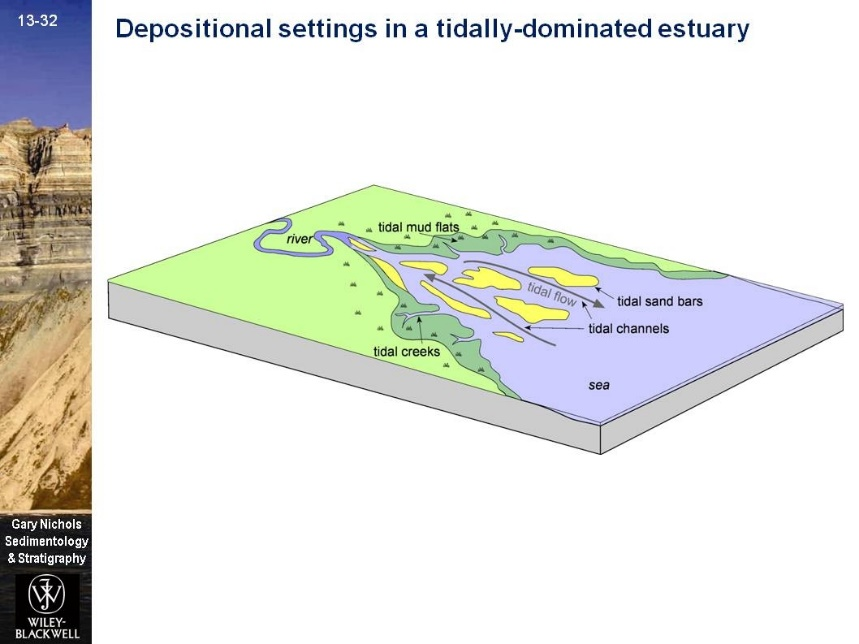 13-32
Depositional settings in a tidally-dominated estuary
tidal mud flats
river
tidal flow
tidal sand bars
tidal channels
tidal creeks
sea
Gary Nichols
Sedimentology
& Stratigraphy
WILEY-
BLACKWELL